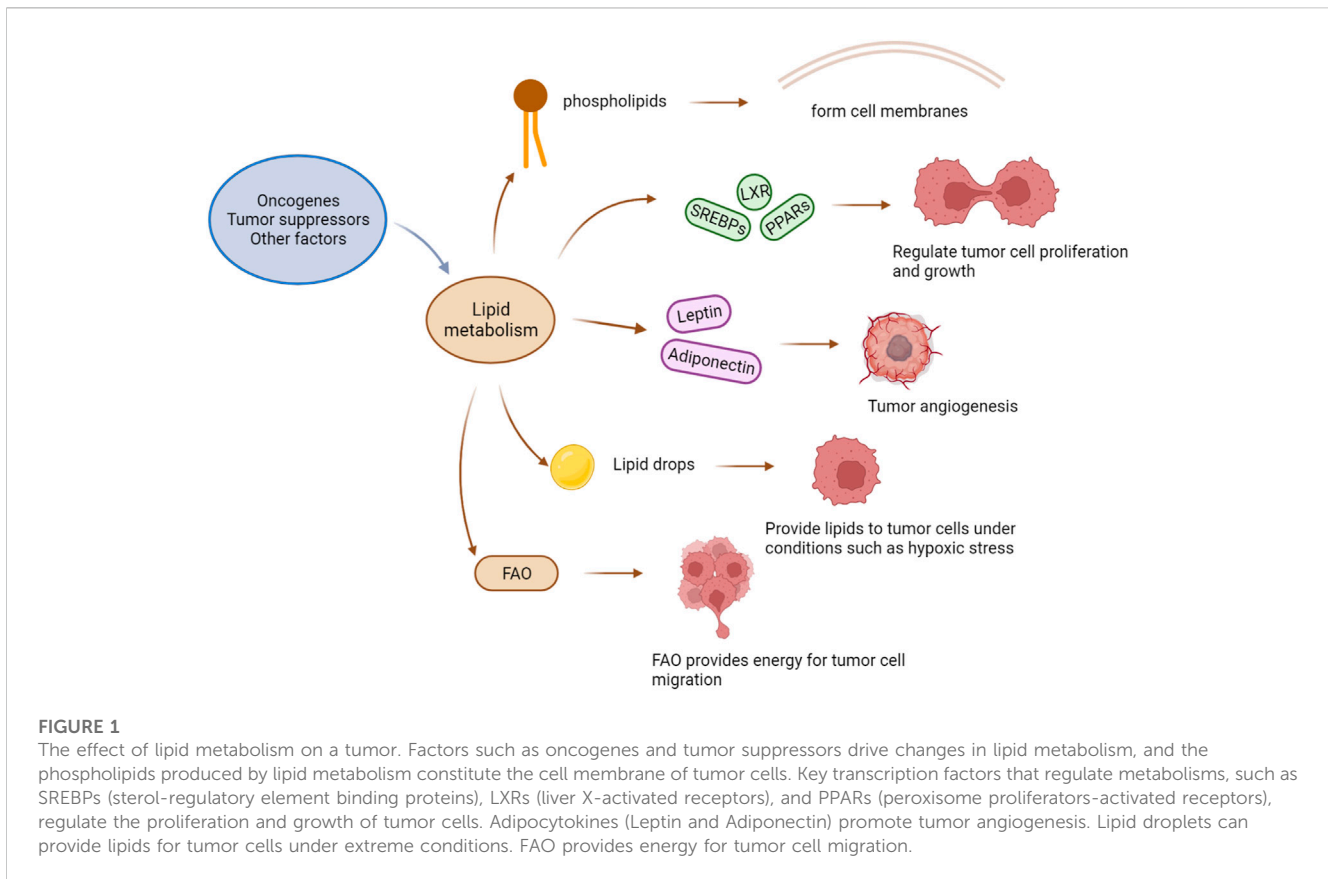 phospholipids
form cell membranes
Oncogenes
Tumor suppressors
Other factors
LXR
SREBPs
PPARs
Regulate tumor cell proliferation
and growth
Lipid
metabolism
Leptin
Adiponectin
Tumor angiogenesis
Lipid drops
Provide lipids to tumor cells under
conditions such as hypoxic stress
FAO
FAO provides energy for tumor cell
migration
FIGURE 1
The effect of lipid metabolism on a tumor. Factors such as oncogenes and tumor suppressors drive changes in lipid metabolism, and the
phospholipids produced by lipid metabolism constitute the cell membrane of tumor cells. Key transcription factors that regulate metabolisms, such as
SREBPs (sterol-regulatory element binding proteins), LXRs (liver X-activated receptors), and PPARs (peroxisome proliferators-activated receptors),
regulate the proliferation and growth of tumor cells. Adipocytokines (Leptin and Adiponectin) promote tumor angiogenesis. Lipid droplets can
provide lipids for tumor cells under extreme conditions. FAO provides energy for tumor cell migration.